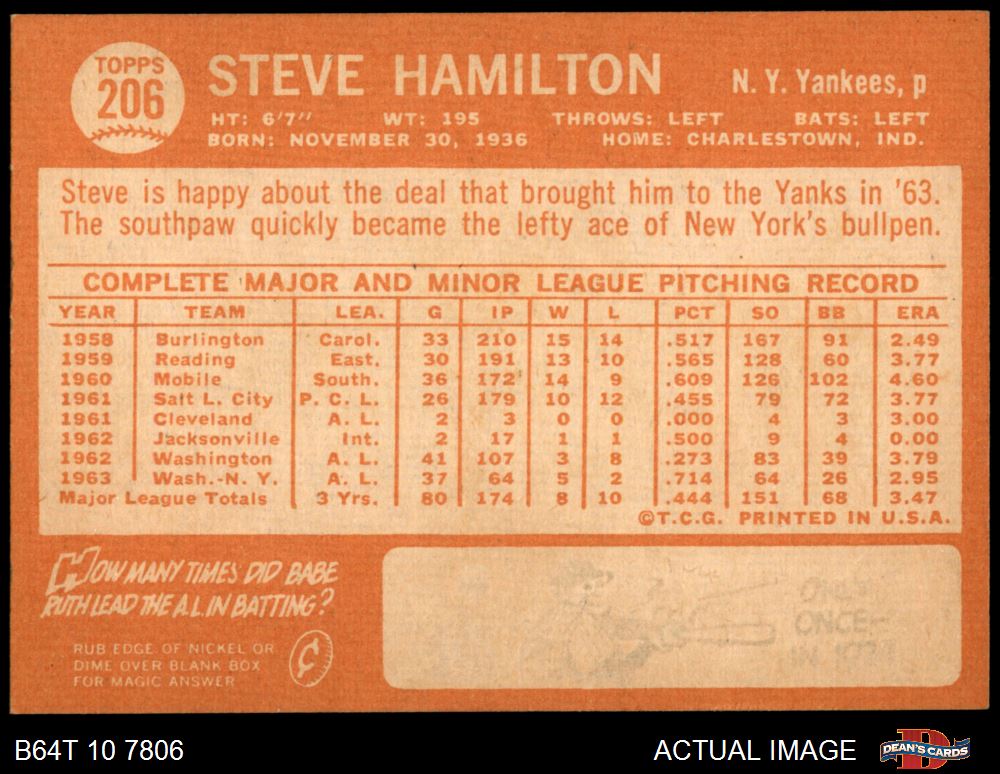 TOPPS
206
STEVE HAMILTON
N. Y. Yankees, p
HT: 6'7" WT: 195 THROWS: LEFT BATS: LEFT
BORN: NOVEMBER 30, 1936 HOME: CHARLESTOWN, IND.
Steve is happy about the deal that brought him to the Yanks in '63.
The southpaw quickly became the lefty ace of New York's bullpen.
COMPLETE MAJOR AND MINOR LEAGUE PITCHING RECORD
YEAR TEAM LEA. G IP W L PCT SO BB ERA
1958 Burlington Carol. 33 210 15 14 .517 167 91 2.49
1959 Reading East. 30 191 13 10 .565 128 60 3.77
1960 Mobile South. 36 172 14 9 .609 126 102 4.60
1961 Salt L. City P. C. L. 26 179 10 12 .455 79 72 3.77
1961 Cleveland A. L. 2 3 0 0 .000 4 3 3.00
1962 Jacksonville Int. 2 17 1 1 .500 9 4 0.00
1962 Washington A. L. 41 107 3 8 .273 83 39 3.79
1963 Wash.-N. Y. A. L. 37 64 5 2 .714 64 26 2.95
Major League Totals 3 Yrs. 80 174 8 10 .444 151 68 3.47
©T.C.G. PRINTED IN U.S.A.
HOW MANY TIMES DID BABE
RUTH LEAD THE A.L. IN BATTING?
RUB EDGE OF NICKEL OR
DIME OVER BLANK BOX
FOR MAGIC ANSWER
¢
ONLY
ONCE-
IN
B64T 10 7806
ACTUAL IMAGE
DEAN'S CARDS